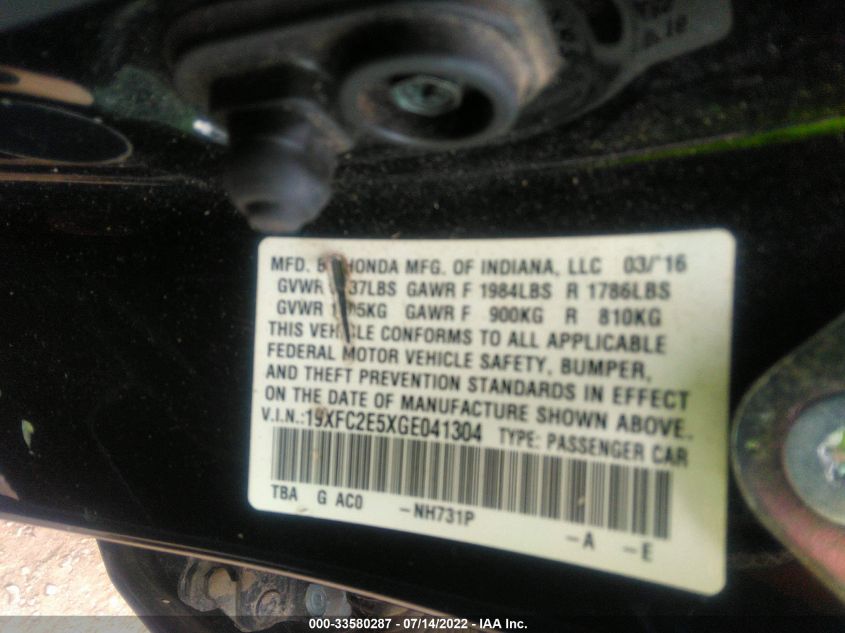 MFD. HONDA MFG. OF INDIANA, LLC 03/'16
GVWR GAWR F 1984LBS R 1786LBS
GVWR GAWR F 900KG R 810KG
THIS VEHICLE CONFORMS TO ALL APPLICABLE
FEDERAL MOTOR VEHICLE SAFETY, BUMPER,
AND THEFT PREVENTION STANDARDS IN EFFECT
ON THE DATE OF MANUFACTURE SHOWN ABOVE.
V.I.N.:19XFC2E5XGE041304 TYPE: PASSENGER CAR
TBA G AC0 -NH731P
-A -E
000-33580287 - 07/14/2022 - IAA Inc.